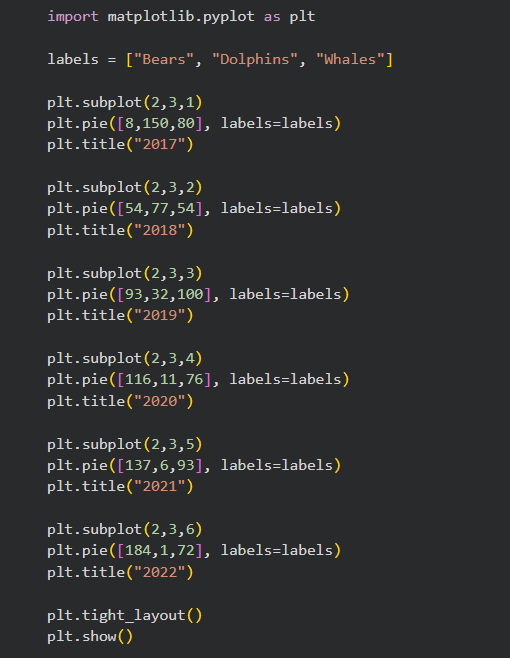 import matplotlib.pyplot as plt
labels = ["Bears", "Dolphins", "Whales"]
plt.subplot(2,3,1)
plt.pie([8,150,80], labels=labels)
plt.title("2017")
plt.subplot(2,3,2)
plt.pie([54,77,54], labels=labels)
plt.title("2018")
plt.subplot(2,3,3)
plt.pie([93,32,100], labels=labels)
plt.title("2019")
plt.subplot(2,3,4)
plt.pie([116,11,76], labels=labels)
plt.title("2020")
plt.subplot(2,3,5)
plt.pie([137,6,93], labels=labels)
plt.title("2021")
plt.subplot(2,3,6)
plt.pie([184,1,72], labels=labels)
plt.title("2022")
plt.tight_layout()
plt.show()